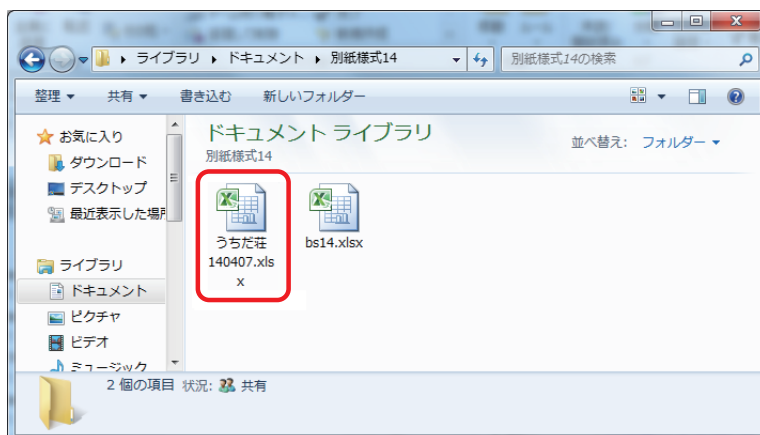 ライブラリ ▸ ドキュメント ▸ 別紙様式14
別紙様式14の検索
整理 共有 書き込む 新しいフォルダー
お気に入り
ダウンロード
デスクトップ
最近表示した場所
ライブラリ
ドキュメント
ピクチャ
ビデオ
ミュージック
ドキュメント ライブラリ
別紙様式14
並べ替え: フォルダー
うちだ荘
140407.xls
x
bs14.xlsx
2 個の項目 状況: 共有